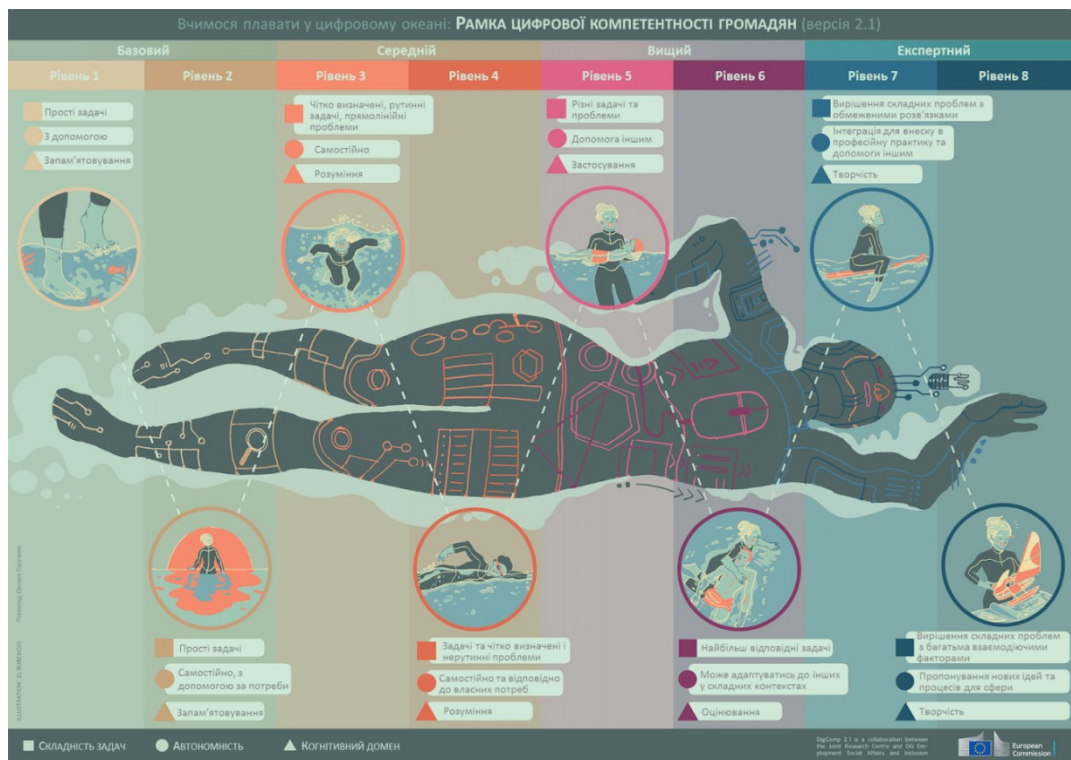 Вчимося плавати у цифровому океані: РАМКА ЦИФРОВОЇ КОМПЕТЕНТНОСТІ ГРОМАДЯН (версія 2.1)
Базовий
Середній
Вищий
Експертний
Рівень 1
Рівень 2
Рівень 3
Рівень 4
Рівень 5
Рівень 6
Рівень 7
Рівень 8
Прості задачі
З допомогою
Запам'ятовування
Чітко визначені, рутинні
задачі, прямолінійні
проблеми
Самостійно
Розуміння
Різні задачі та
проблеми
Допомога іншим
Застосування
Вирішення складних проблем з
обмеженими розв'язками
Інтеграція для внеску в
професійну практику та
допомоги іншим
Творчість
Прості задачі
Самостійно, з
допомогою за потреби
Запам'ятовування
Задачі та чітко визначені і
нерутинні проблеми
Самостійно та відповідно
до власних потреб
Розуміння
Найбільш відповідні задачі
Може адаптуватись до інших
у складних контекстах
Оцінювання
Вирішення складних проблем
з багатьма взаємодіючими
факторами
Пропонування нових ідей та
процесів для сфери
Творчість
СКЛАДНІСТЬ ЗАДАЧ
АВТОНОМНІСТЬ
КОГНІТИВНИЙ ДОМЕН
DigComp 2.1 is a collaboration between
the Joint Research Centre and DG Em-
ployment Social Affairs and Inclusion
European
Commission